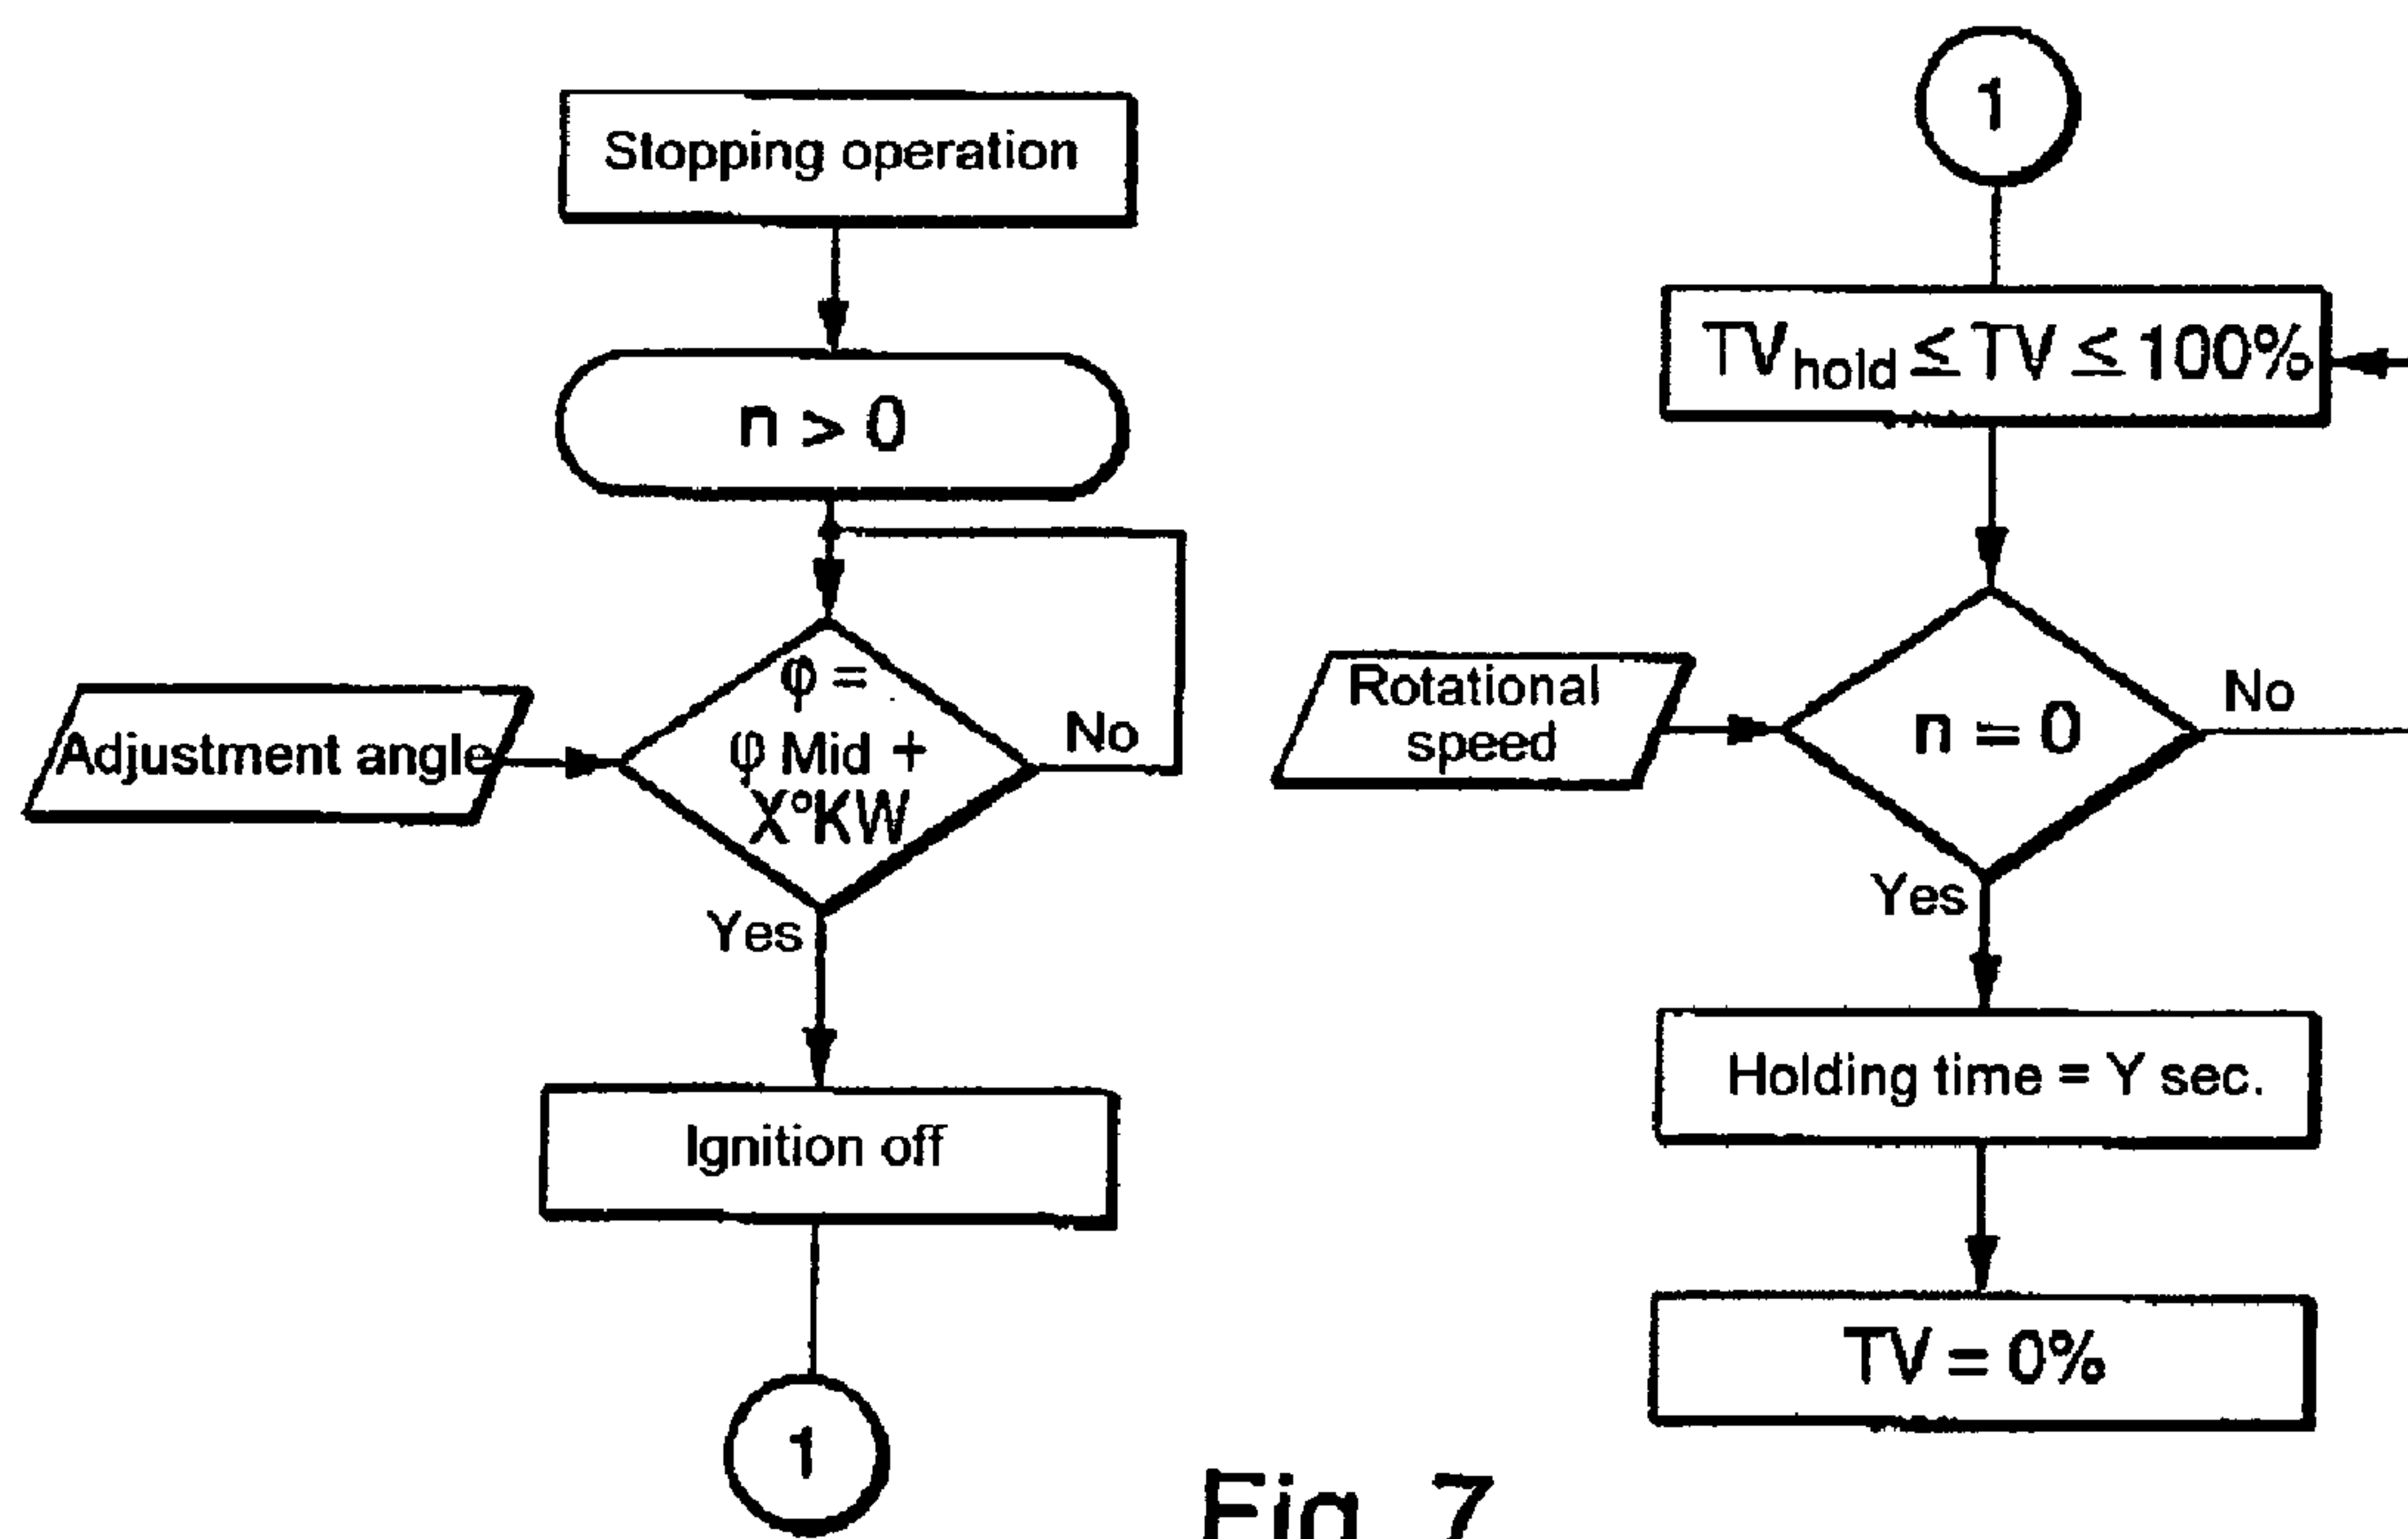 Stopping operation
n > 0
Adjustment angle
φ =
φ Mid +
X°KW
No
Yes
Ignition off
1
1
TVhold ≤ TV ≤ 100%
Rotational
speed
n = 0
No
Yes
Holding time = Y sec.
TV = 0%
Fig. 7